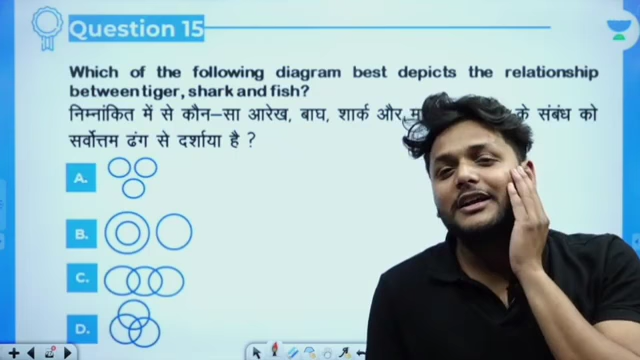 Question 15
Which of the following diagram best depicts the relationship
between tiger, shark and fish?
निम्नांकित में से कौन-सा आरेख, बाघ, शार्क और के संबंध को
सर्वोत्तम ढंग से दर्शाया है ?
A.
B.
C.
D.